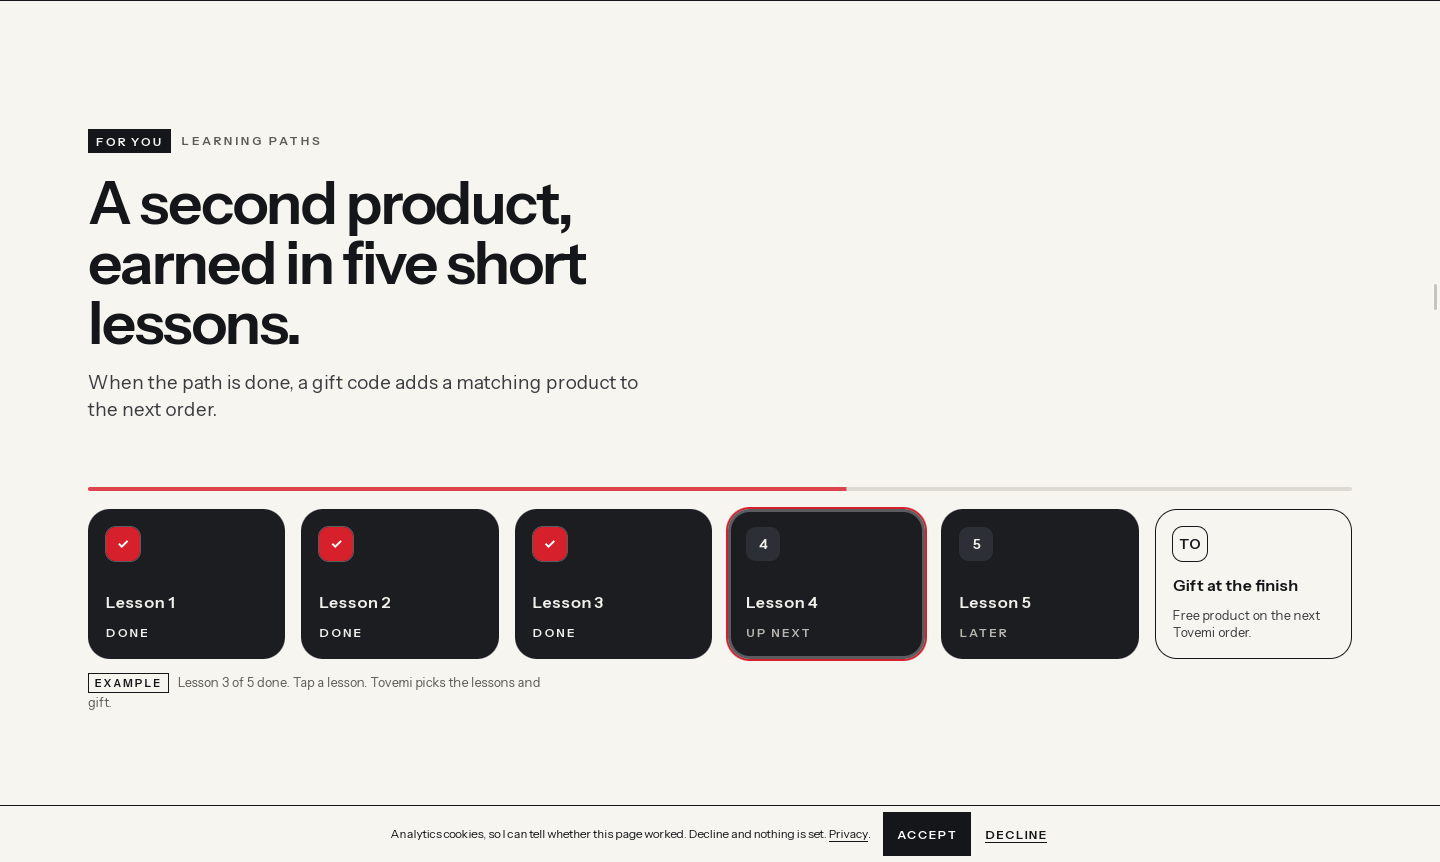 FOR YOU LEARNING PATHS
A second product,
earned in five short
lessons.
When the path is done, a gift code adds a matching product to
the next order.
Lesson 1
DONE
Lesson 2
DONE
Lesson 3
DONE
4
Lesson 4
UP NEXT
5
Lesson 5
LATER
TO
Gift at the finish
Free product on the next
Tovemi order.
EXAMPLE Lesson 3 of 5 done. Tap a lesson. Tovemi picks the lessons and
gift.
Analytics cookies, so I can tell whether this page worked. Decline and nothing is set. Privacy. ACCEPT DECLINE